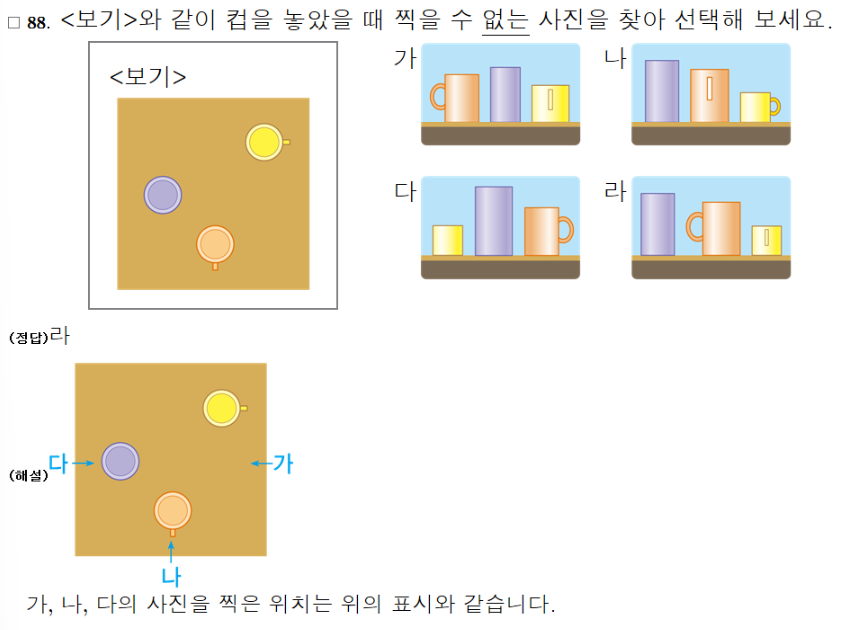 □ 88. <보기>와 같이 컵을 놓았을 때 찍을 수 없는 사진을 찾아 선택해 보세요.
<보기>
가
나
다
라
(정답)라
다
가
(해설)
나
가, 나, 다의 사진을 찍은 위치는 위의 표시와 같습니다.